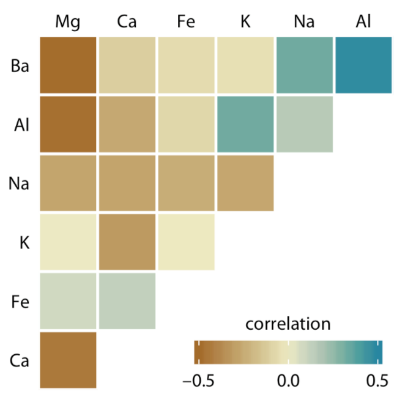 Mg Ca Fe K Na Al
Ba
Al
Na
K
Fe
Ca
correlation
−0.5 0.0 0.5